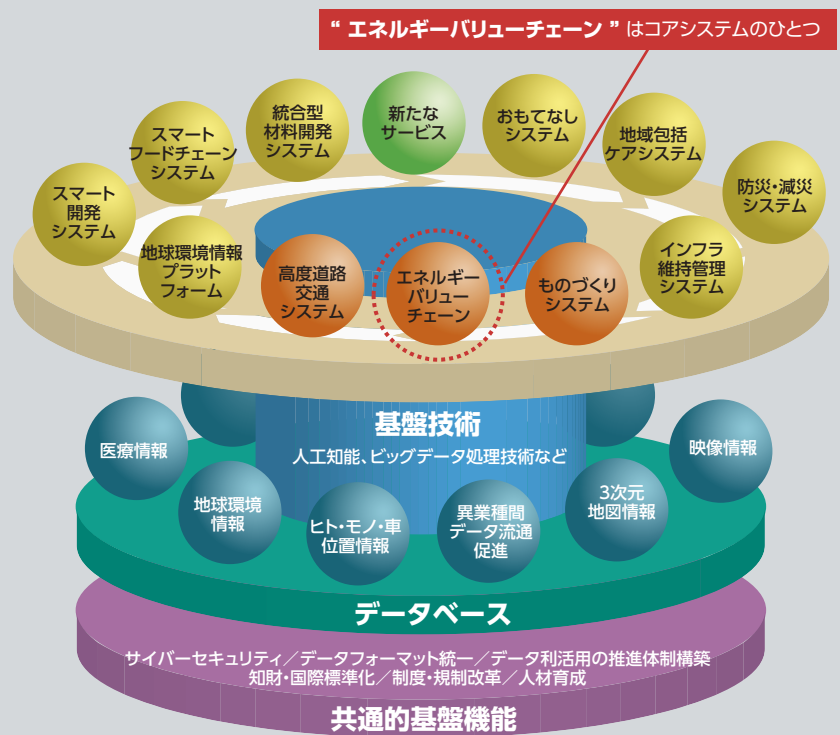 “ エネルギーバリューチェーン ” はコアシステムのひとつ
統合型
材料開発
システム
新たな
サービス
おもてなし
システム
スマート
フードチェーン
システム
地域包括
ケアシステム
スマート
開発
システム
防災・減災
システム
地球環境情報
プラット
フォーム
高度道路
交通
システム
エネルギー
バリュー
チェーン
ものづくり
システム
インフラ
維持管理
システム
基盤技術
人工知能、ビッグデータ処理技術など
医療情報
映像情報
地球環境
情報
ヒト・モノ・車
位置情報
異業種間
データ流通
促進
3次元
地図情報
データベース
サイバーセキュリティ／データフォーマット統一／データ利活用の推進体制構築
知財・国際標準化／制度・規制改革／人材育成
共通的基盤機能